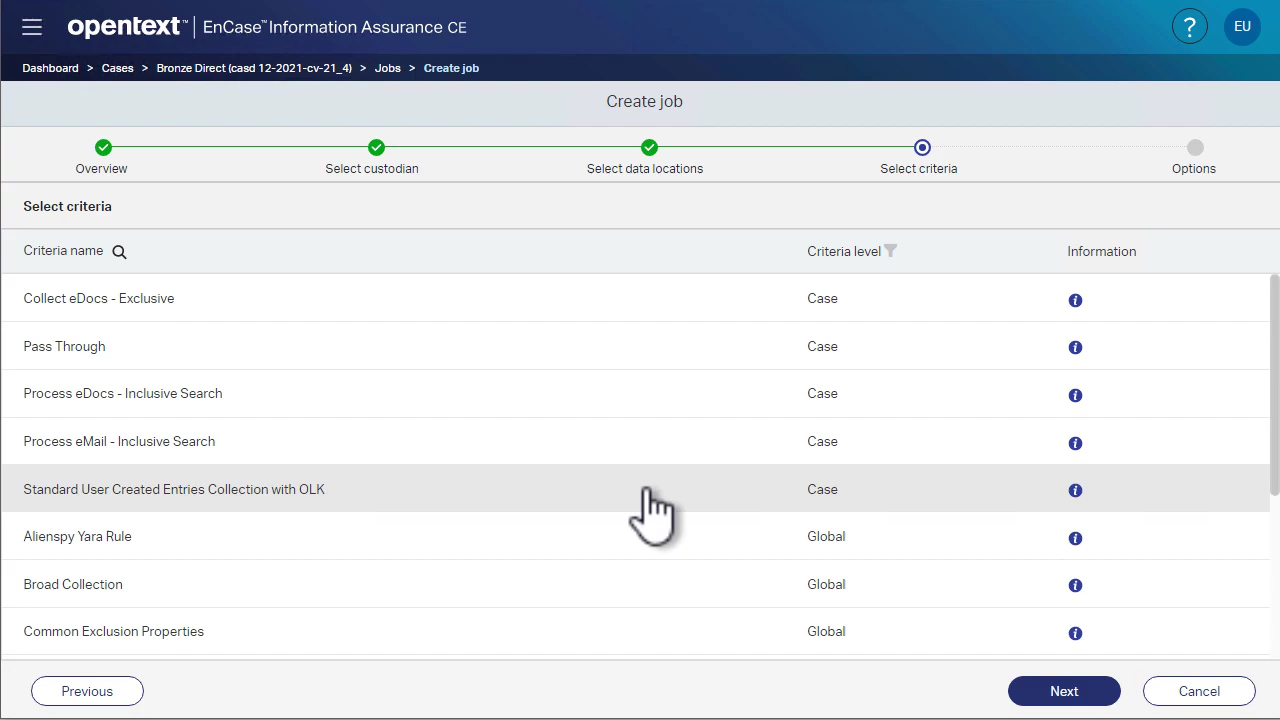 opentext™ | EnCase™ Information Assurance CE
?
EU
Dashboard > Cases > Bronze Direct (casd 12-2021-cv-21_4) > Jobs > Create job
Create job
Overview Select custodian Select data locations Select criteria Options
Select criteria
Criteria name Criteria level Information
Collect eDocs - Exclusive Case
Pass Through Case
Process eDocs - Inclusive Search Case
Process eMail - Inclusive Search Case
Standard User Created Entries Collection with OLK Case
Alienspy Yara Rule Global
Broad Collection Global
Common Exclusion Properties Global
Previous Next Cancel